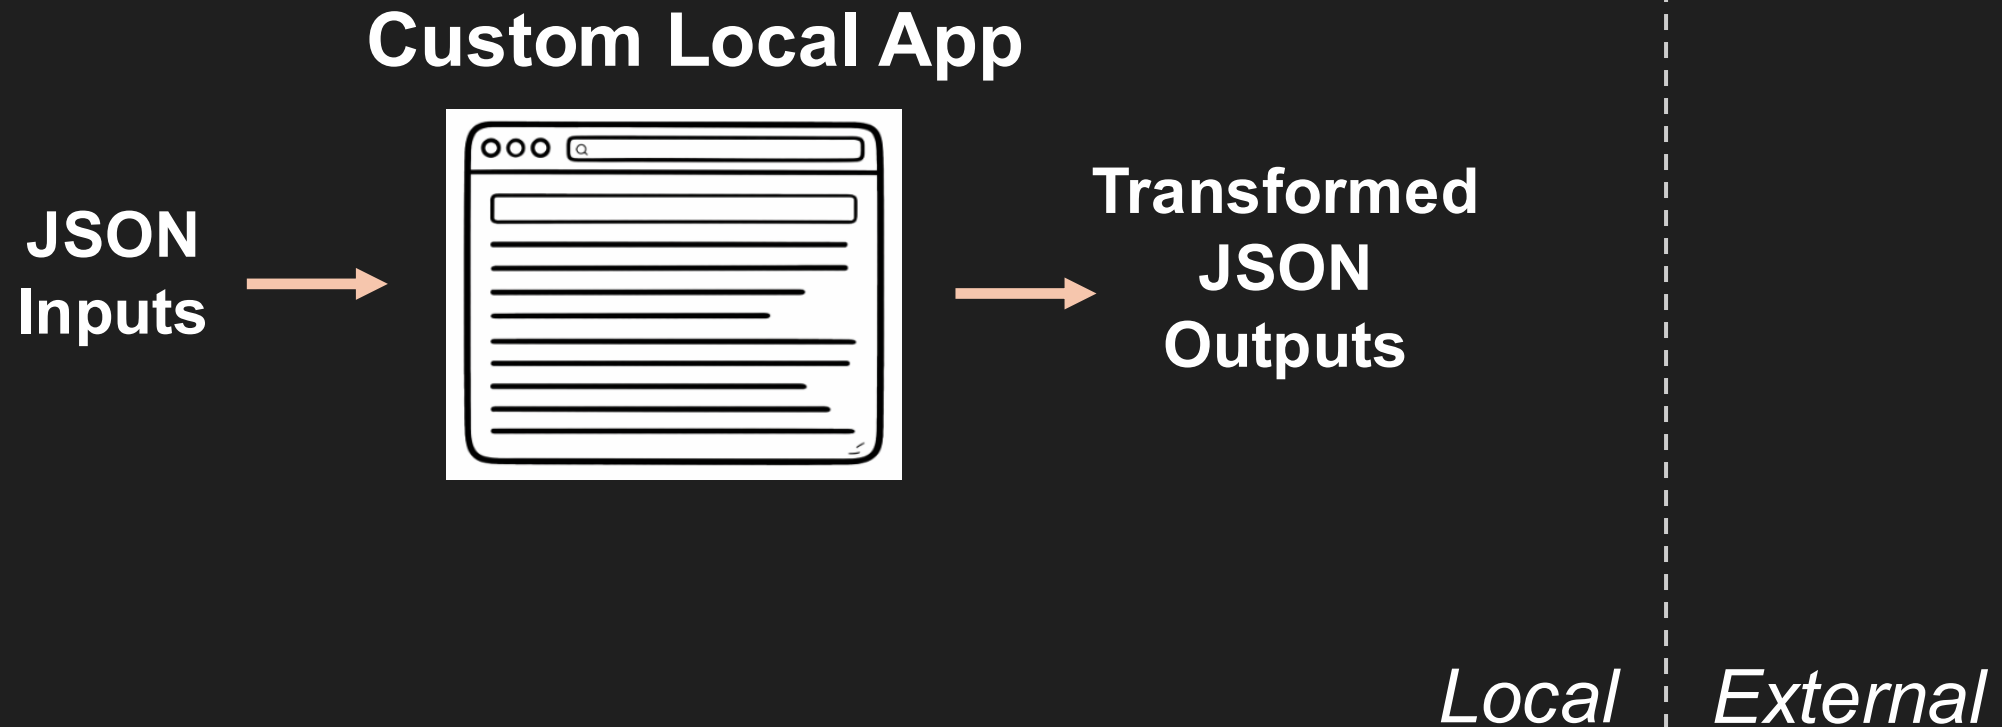 Custom Local App
JSON
Inputs
Transformed
JSON
Outputs
Local
External